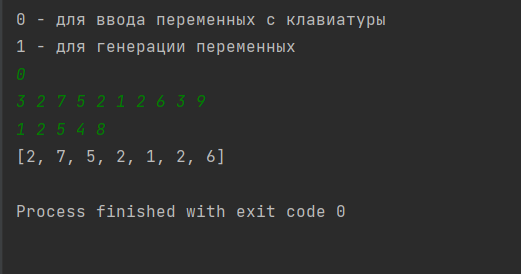 0 - для ввода переменных с клавиатуры
1 - для генерации переменных
0
3 2 7 5 2 1 2 6 3 9
1 2 5 4 8
[2, 7, 5, 2, 1, 2, 6]
Process finished with exit code 0